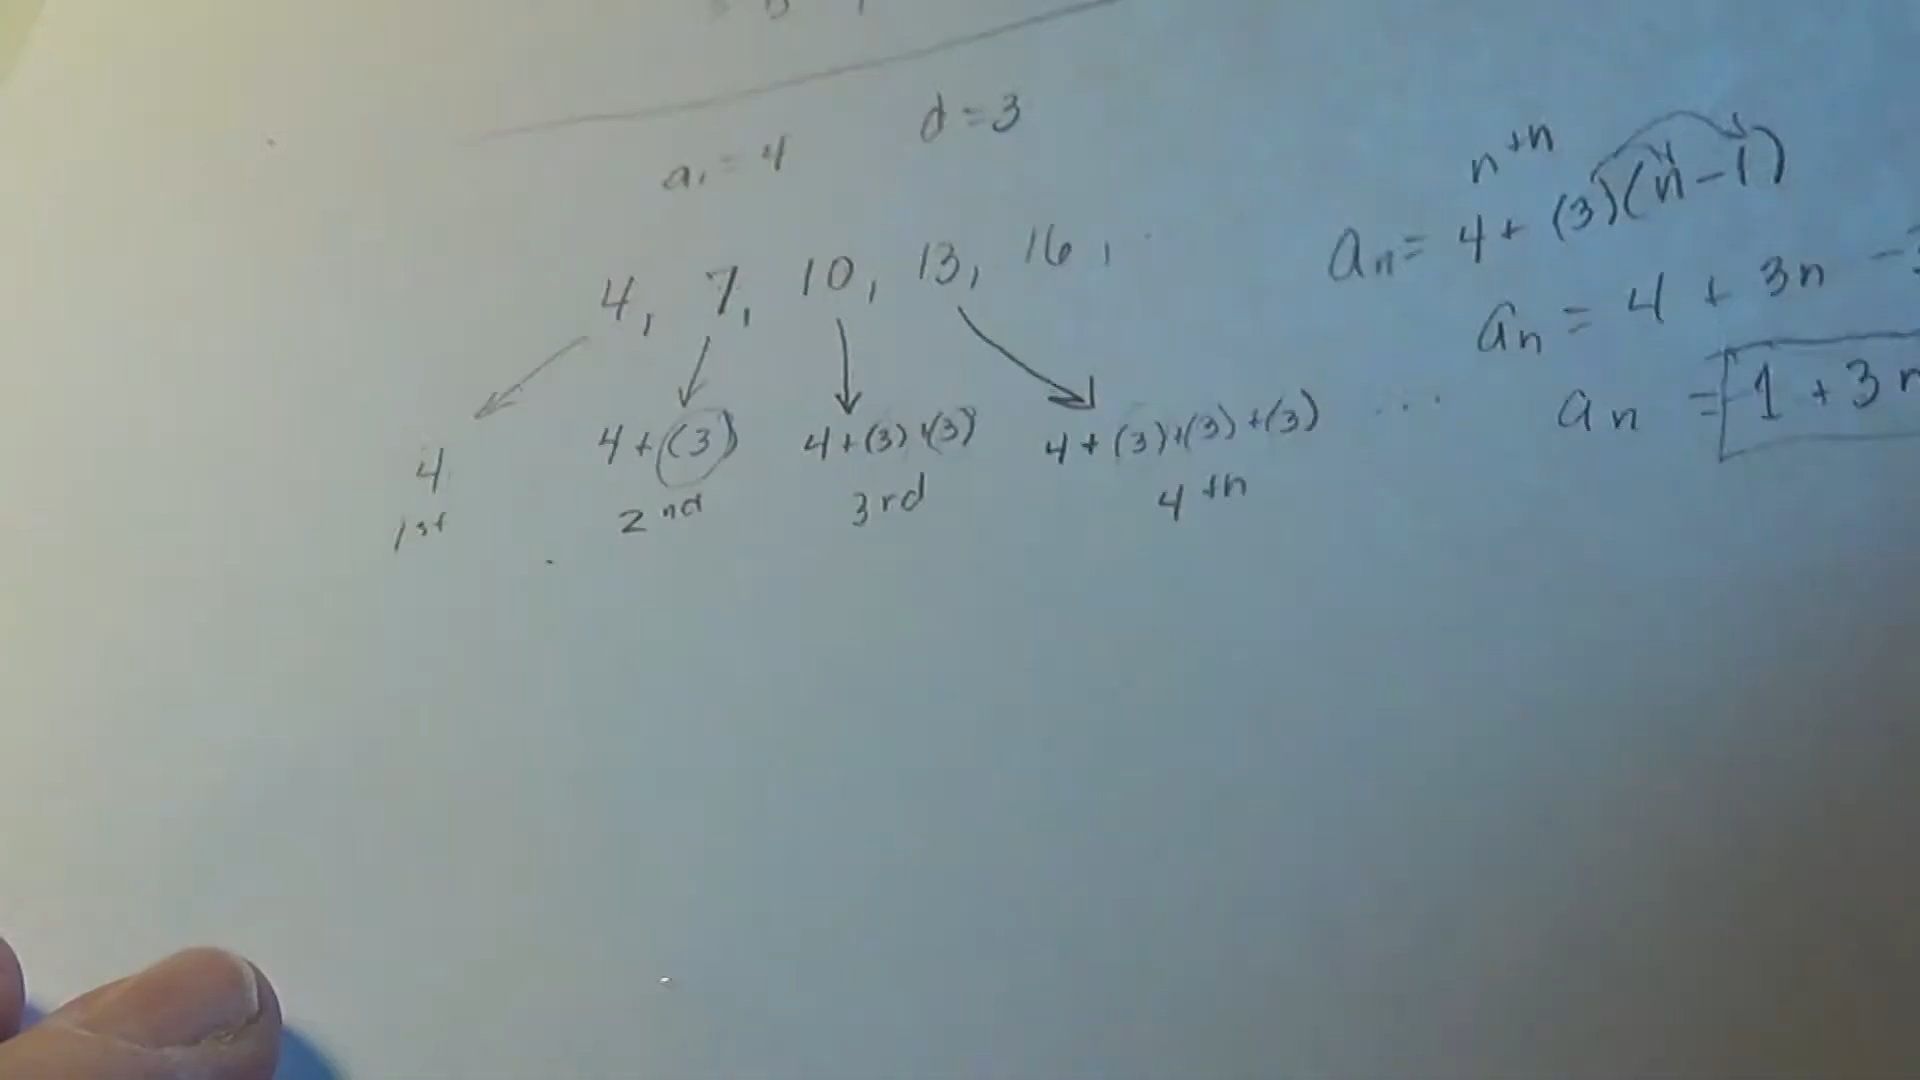 a₁ = 4
d = 3
4, 7, 10, 13, 16, ...
4
1st
4 + (3)
2nd
4 + (3) + (3)
3rd
4 + (3) + (3) + (3)
4th
...
nth
aₙ = 4 + (3)(n - 1)
aₙ = 4 + 3n -
aₙ = 1 + 3n